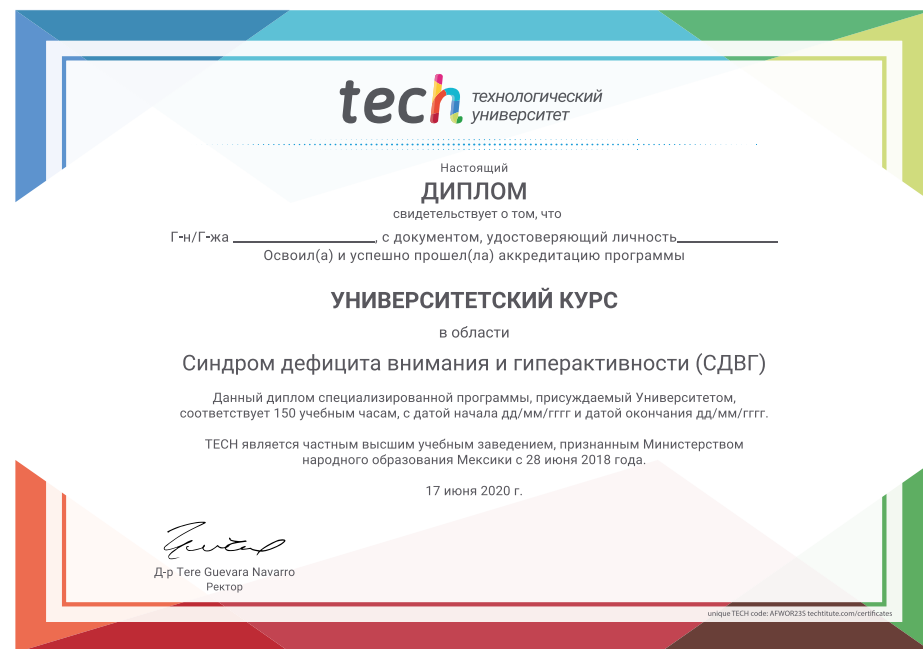 tech технологический
университет
Настоящий
ДИПЛОМ
свидетельствует о том, что
Г-н/Г-жа ____________________, с документом, удостоверяющий личность______________
Освоил(а) и успешно прошел(ла) аккредитацию программы
УНИВЕРСИТЕТСКИЙ КУРС
в области
Синдром дефицита внимания и гиперактивности (СДВГ)
Данный диплом специализированной программы, присуждаемый Университетом,
соответствует 150 учебным часам, с датой начала дд/мм/гггг и датой окончания дд/мм/гггг.
TECH является частным высшим учебным заведением, признанным Министерством
народного образования Мексики с 28 июня 2018 года.
17 июня 2020 г.
Д-р Tere Guevara Navarro
Ректор
unique TECH code: AFWOR23S techtitute.com/certificates